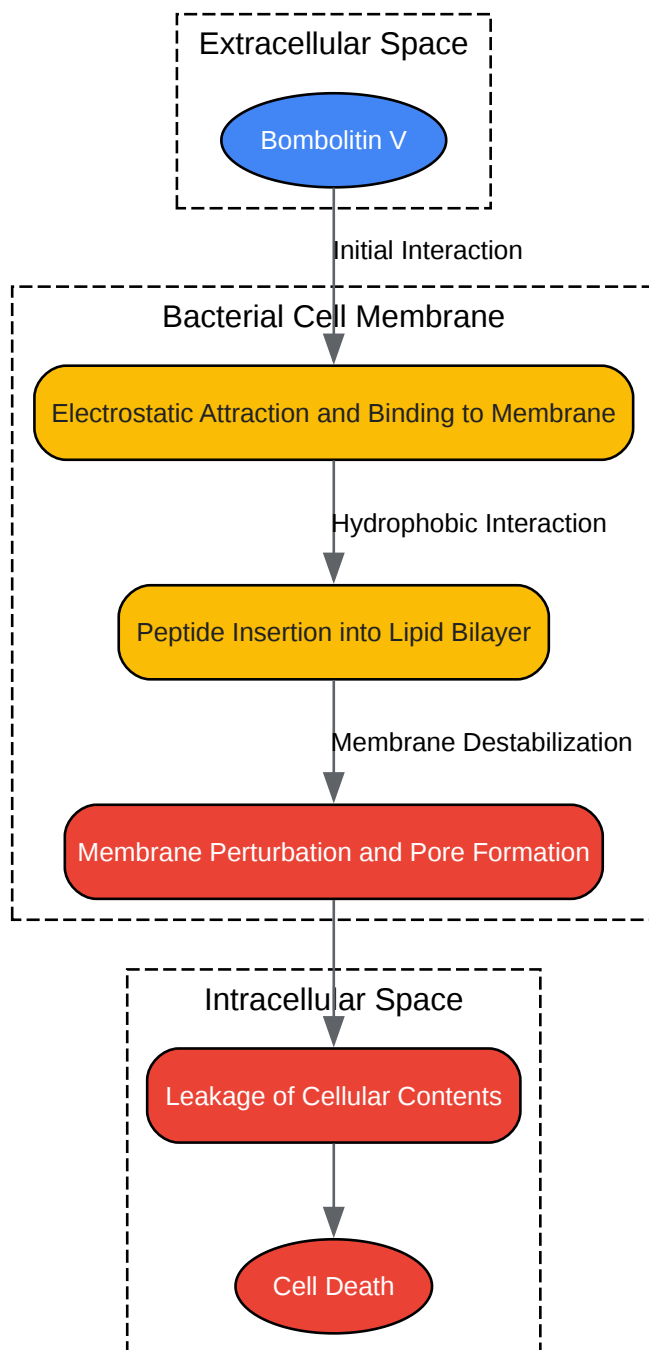 Extracellular Space
Bombolitin V
Initial Interaction
Bacterial Cell Membrane
Electrostatic Attraction and Binding to Membrane
Hydrophobic Interaction
Peptide Insertion into Lipid Bilayer
Membrane Destabilization
Membrane Perturbation and Pore Formation
Intracellular Space
Leakage of Cellular Contents
Cell Death